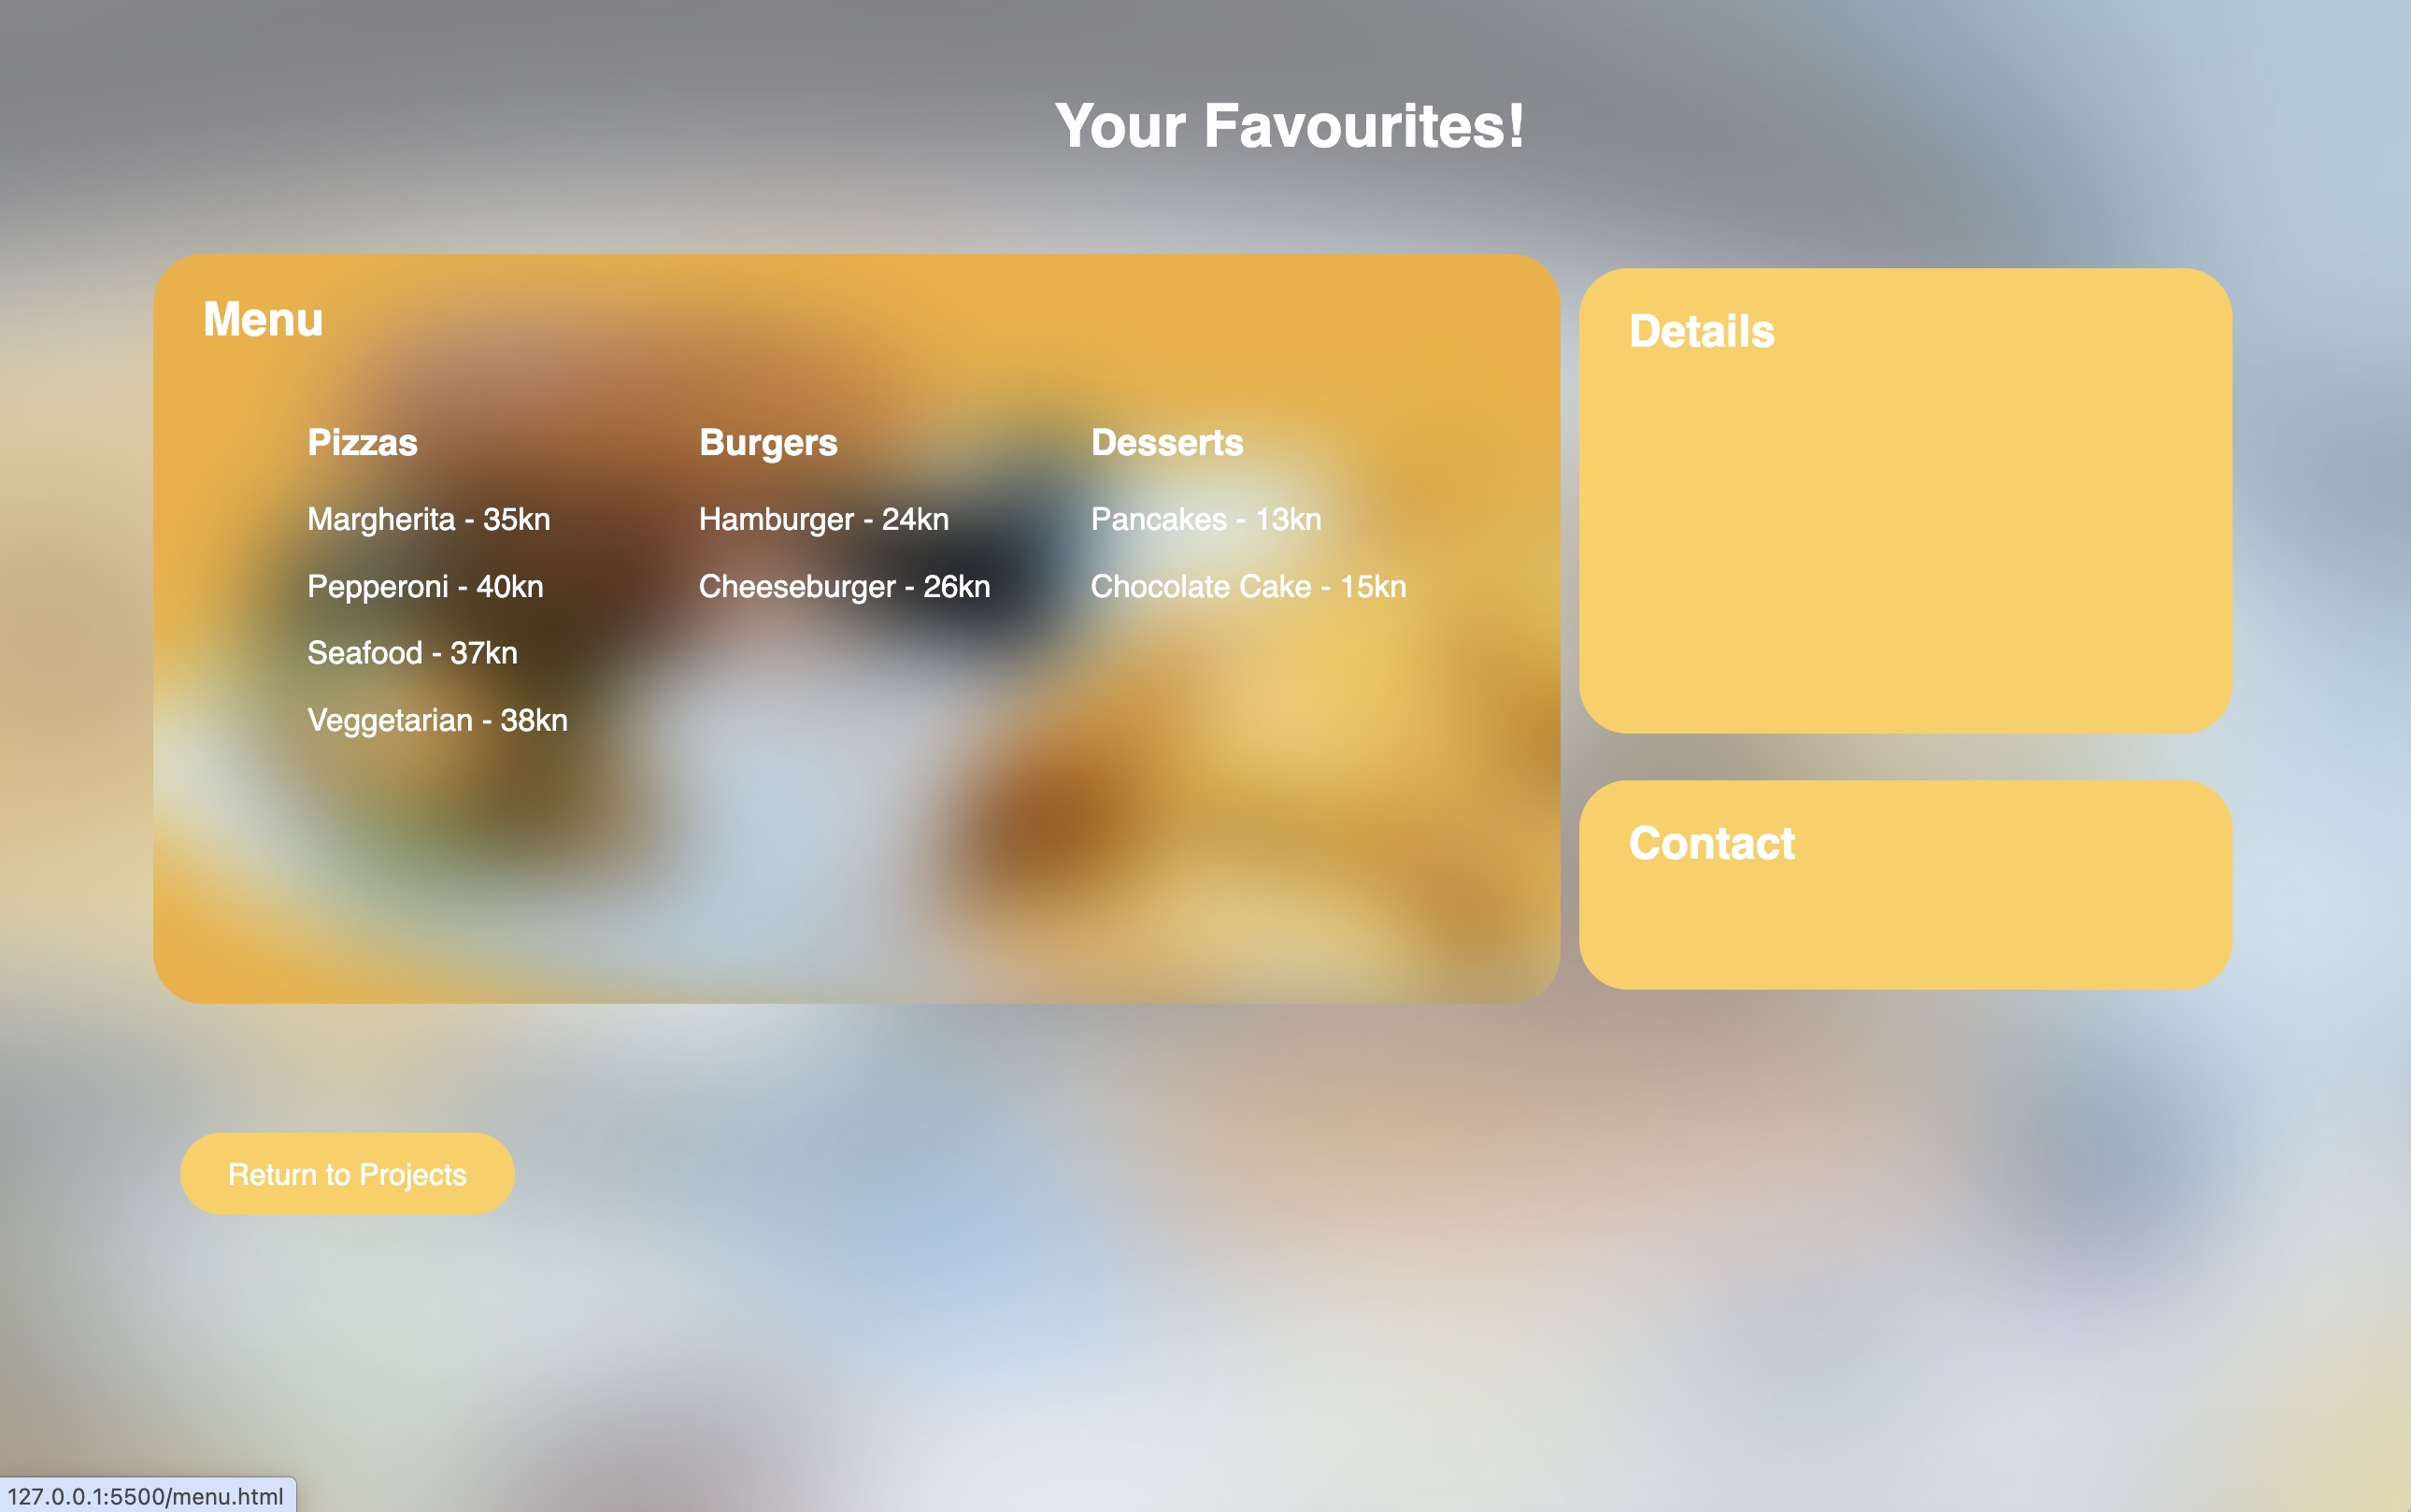 Your Favourites!
Menu
Pizzas
Margherita - 35kn
Pepperoni - 40kn
Seafood - 37kn
Veggetarian - 38kn
Burgers
Hamburger - 24kn
Cheeseburger - 26kn
Desserts
Pancakes - 13kn
Chocolate Cake - 15kn
Details
Contact
Return to Projects
127.0.0.1:5500/menu.html